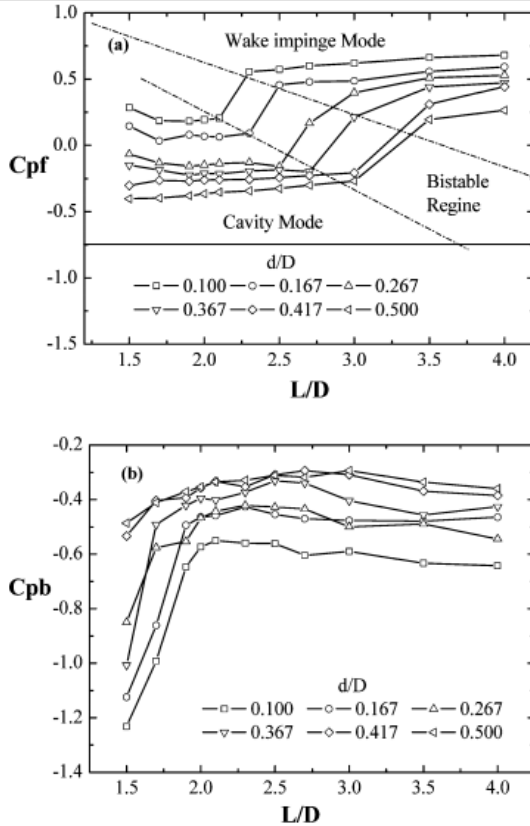 (a)
Wake impinge Mode
Bistable
Regine
Cavity Mode
Cpf
1.0
0.5
0.0
-0.5
-1.0
-1.5
d/D
0.100 0.167 0.267
0.367 0.417 0.500
1.5 2.0 2.5 3.0 3.5 4.0
L/D
(b)
Cpb
-0.2
-0.4
-0.6
-0.8
-1.0
-1.2
-1.4
d/D
0.100 0.167 0.267
0.367 0.417 0.500
1.5 2.0 2.5 3.0 3.5 4.0
L/D